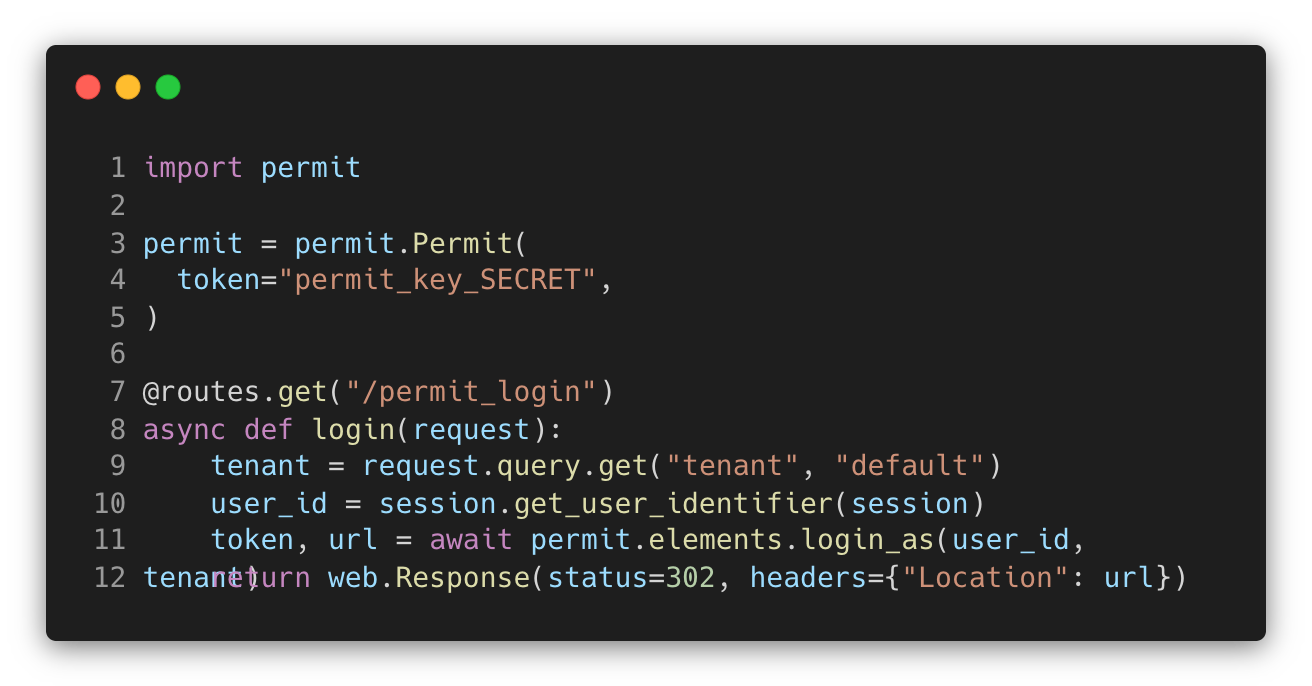 1 import permit
2
3 permit = permit.Permit(
4   token="permit_key_SECRET",
5 )
6
7 @routes.get("/permit_login")
8 async def login(request):
9     tenant = request.query.get("tenant", "default")
10     user_id = session.get_user_identifier(session)
11     token, url = await permit.elements.login_as(user_id,
tenant)
12     return web.Response(status=302, headers={"Location": url})